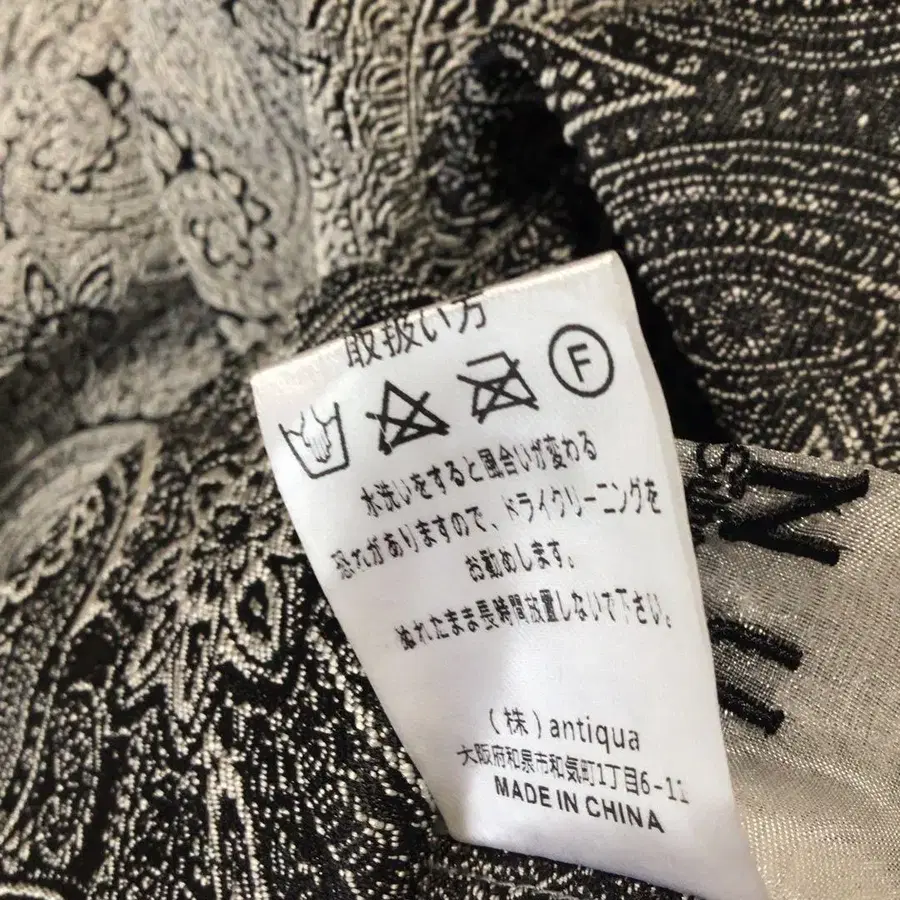 取扱い方
F
水洗いをすると風合いが変わる
恐れがありますので、ドライクリーニングを
お勧めします。
ぬれたまま長時間放置しないで下さい。
(株)antiqua
大阪府和泉市和気町1丁目6-11
MADE IN CHINA